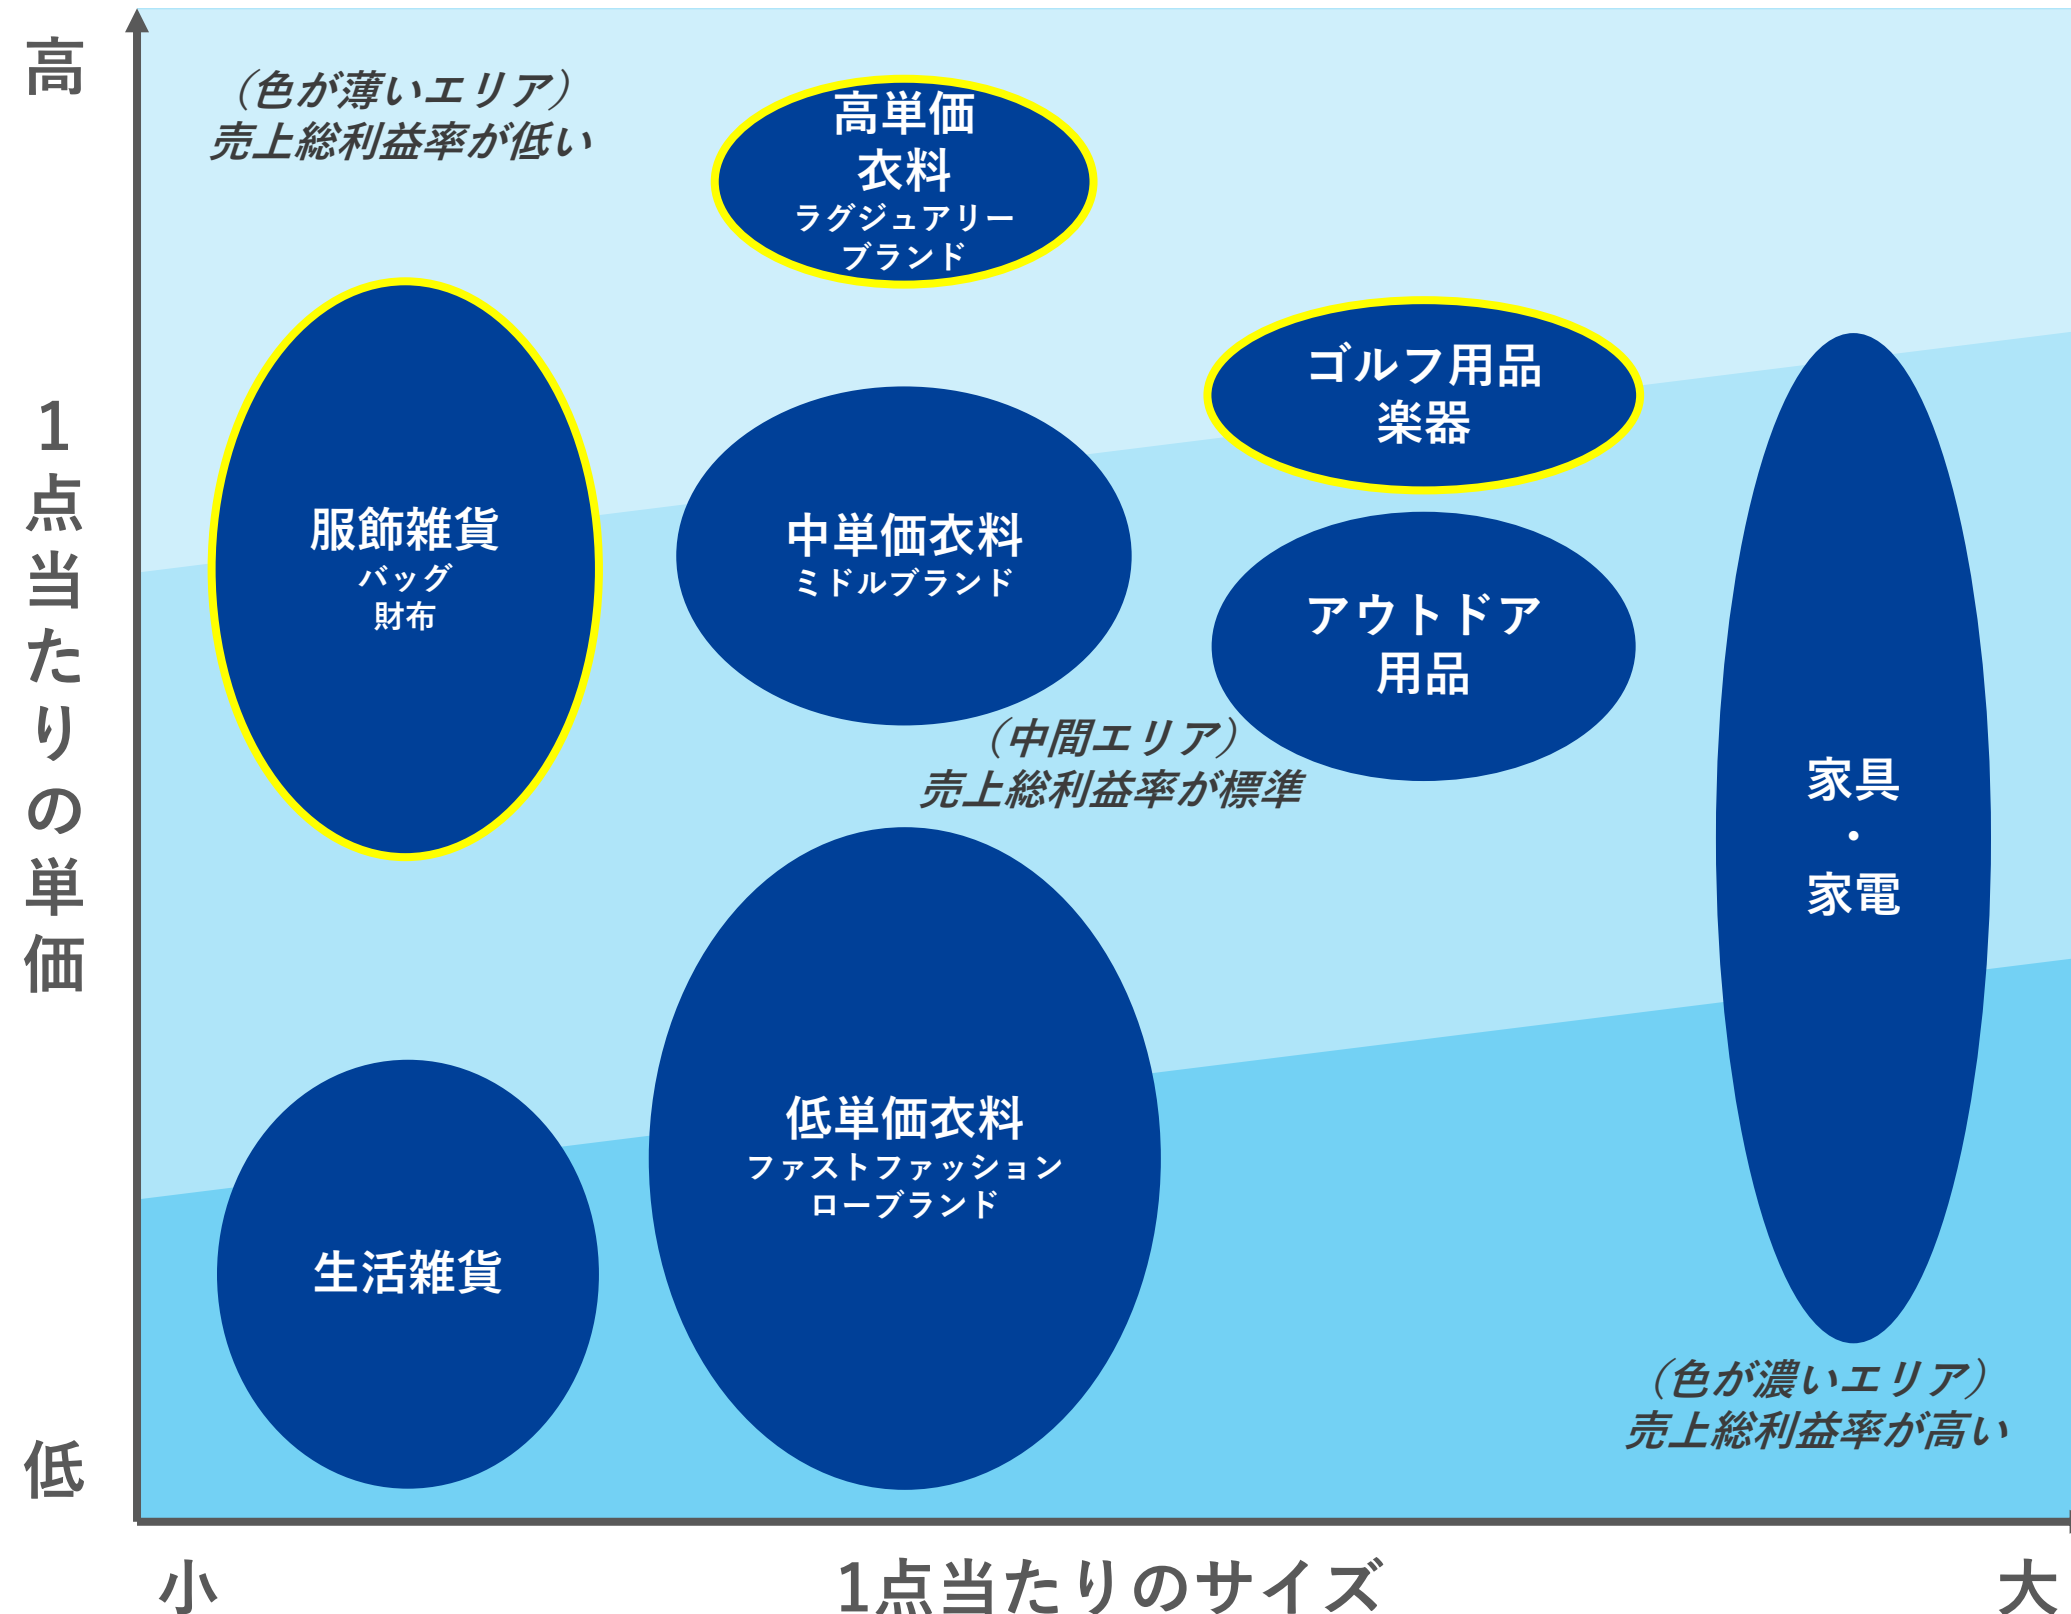 高
（色が薄いエリア）
売上総利益率が低い
高単価
衣料
ラグジュアリー
ブランド
ゴルフ用品
楽器
1点当たりの単価
服飾雑貨
バッグ
財布
中単価衣料
ミドルブランド
アウトドア
用品
（中間エリア）
売上総利益率が標準
家具
・
家電
低単価衣料
ファストファッション
ローブランド
生活雑貨
（色が濃いエリア）
売上総利益率が高い
低
小
1点当たりのサイズ
大